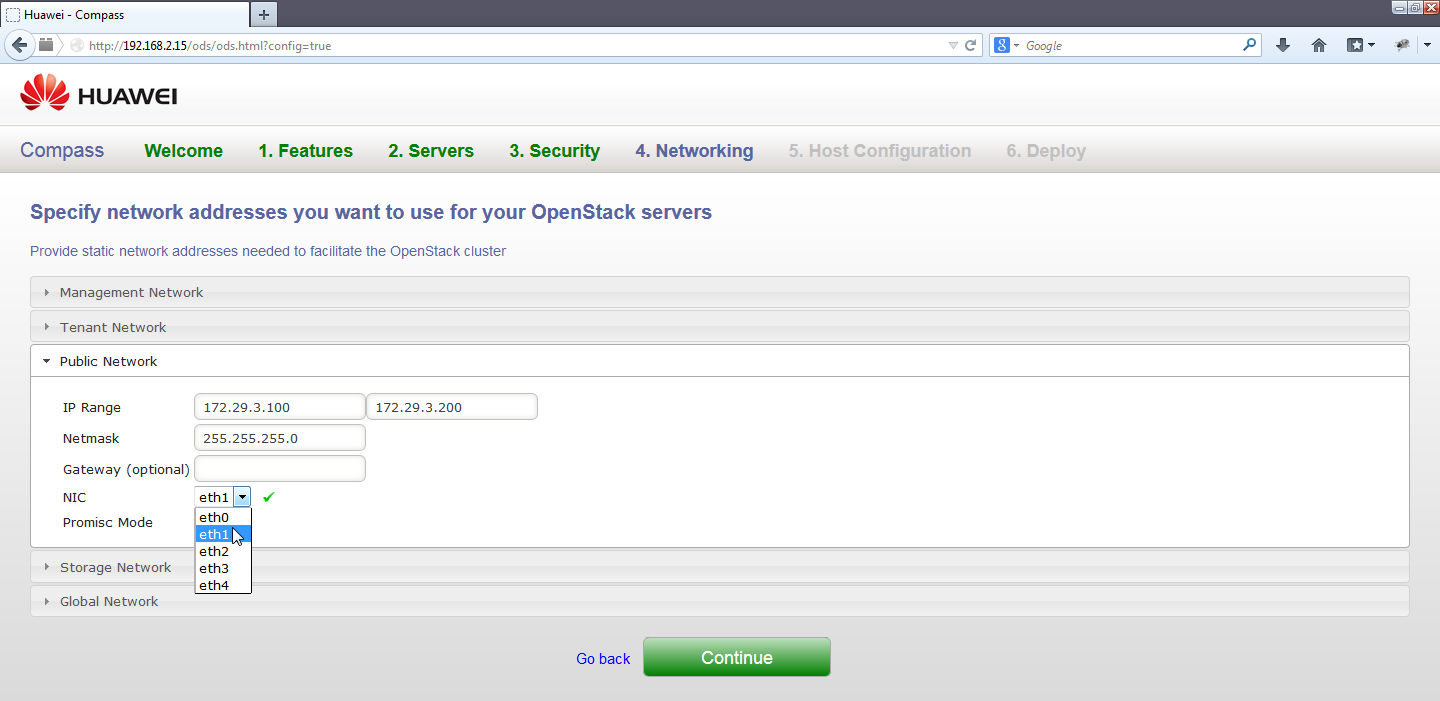 Huawei - Compass
http://192.168.2.15/ods/ods.html?config=true
8 Google
HUAWEI
Compass Welcome 1. Features 2. Servers 3. Security 4. Networking 5. Host Configuration 6. Deploy
Specify network addresses you want to use for your OpenStack servers
Provide static network addresses needed to facilitate the OpenStack cluster
Management Network
Tenant Network
Public Network
IP Range 172.29.3.100 172.29.3.200
Netmask 255.255.255.0
Gateway (optional)
NIC eth1
eth0
Promisc Mode
eth1
eth2
eth3
eth4
Storage Network
Global Network
Go back Continue